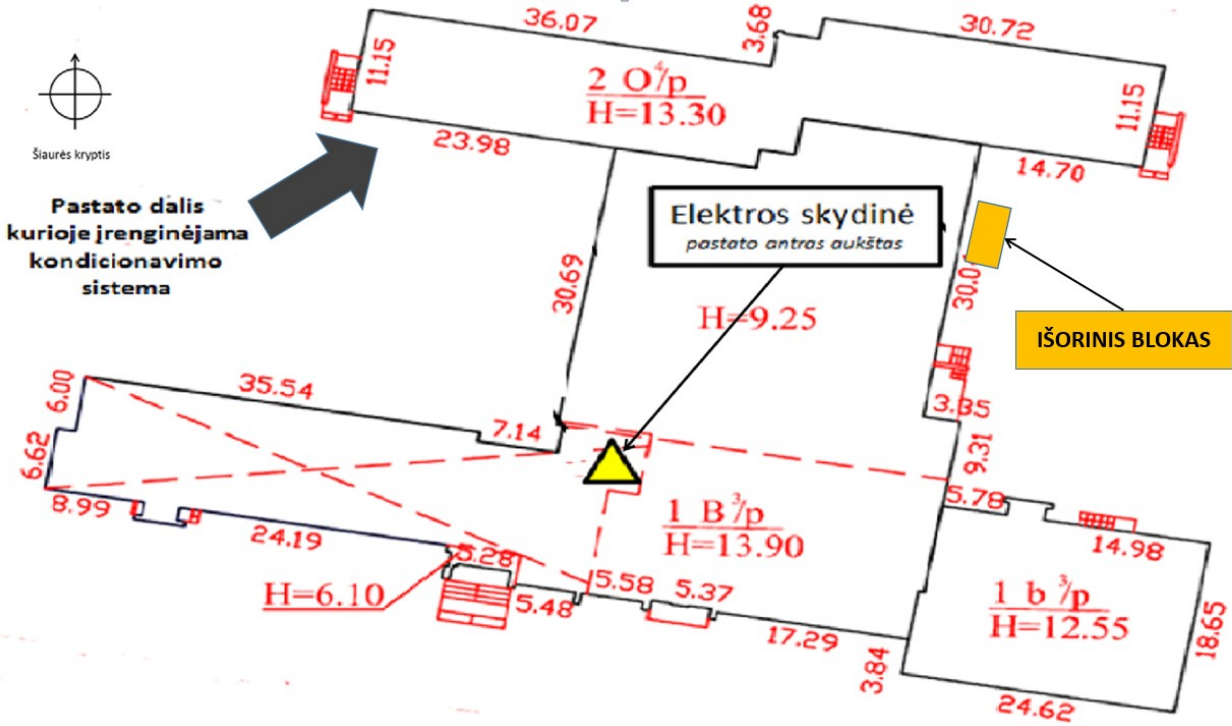 36.07
3.68
30.72
11.15
2 O⁴/p
H=13.30
11.15
Šiaurės kryptis
23.98
14.70
Pastato dalis
kurioje įrenginėjama
kondicionavimo
sistema
Elektros skydinė
pastato antras aukštas
30.69
30.0
H=9.25
IŠORINIS BLOKAS
6.00
35.54
7.14
3.35
9.31
6.62
8.99
24.19
5.78
1 B³/p
H=13.90
14.98
5.28
H=6.10
5.48
5.58
5.37
17.29
1 b ³/p
H=12.55
18.65
3.84
24.62